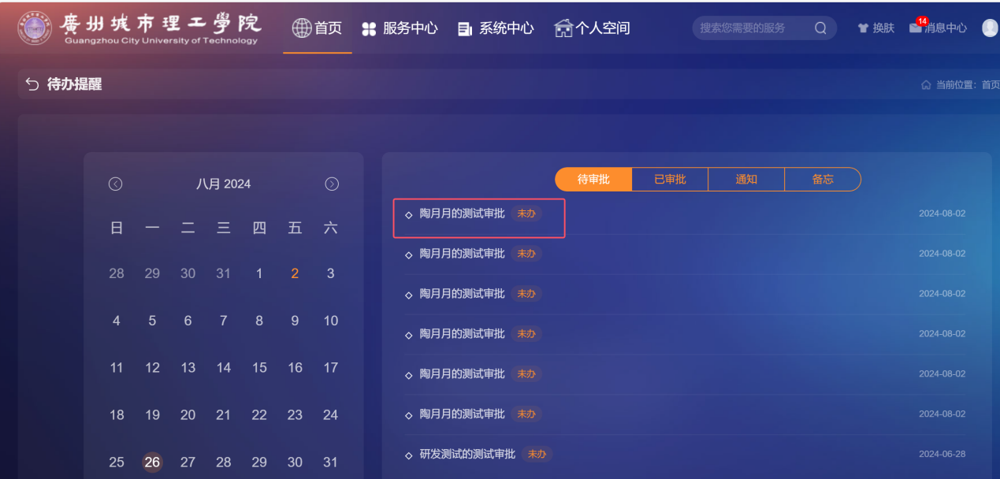 廣州城市理工學院
Guangzhou City University of Technology
首页 服务中心 系统中心 个人空间 搜索您需要的服务 换肤 14 消息中心
待办提醒 当前位置：首页
八月 2024
日 一 二 三 四 五 六
28 29 30 31 1 2 3
4 5 6 7 8 9 10
11 12 13 14 15 16 17
18 19 20 21 22 23 24
25 26 27 28 29 30 31
待审批 已审批 通知 备忘
陶月月的测试审批 未办 2024-08-02
陶月月的测试审批 未办 2024-08-02
陶月月的测试审批 未办 2024-08-02
陶月月的测试审批 未办 2024-08-02
陶月月的测试审批 未办 2024-08-02
陶月月的测试审批 未办 2024-08-02
研发测试的测试审批 未办 2024-06-28